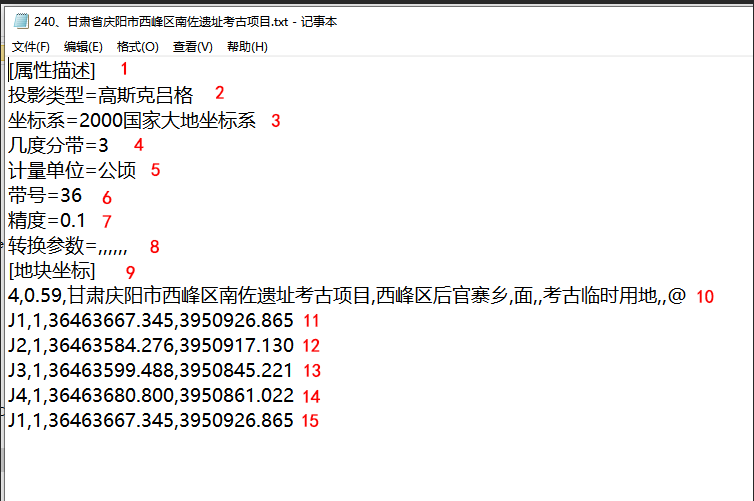 240、甘肃省庆阳市西峰区南佐遗址考古项目.txt - 记事本
文件(F) 编辑(E) 格式(O) 查看(V) 帮助(H)
[属性描述] 1
投影类型=高斯克吕格 2
坐标系=2000国家大地坐标系 3
几度分带=3 4
计量单位=公顷 5
带号=36 6
精度=0.1 7
转换参数=,,,,,, 8
[地块坐标] 9
4,0.59,甘肃庆阳市西峰区南佐遗址考古项目,西峰区后官寨乡,面,,考古临时用地,,@ 10
J1,1,36463667.345,3950926.865 11
J2,1,36463584.276,3950917.130 12
J3,1,36463599.488,3950845.221 13
J4,1,36463680.800,3950861.022 14
J1,1,36463667.345,3950926.865 15